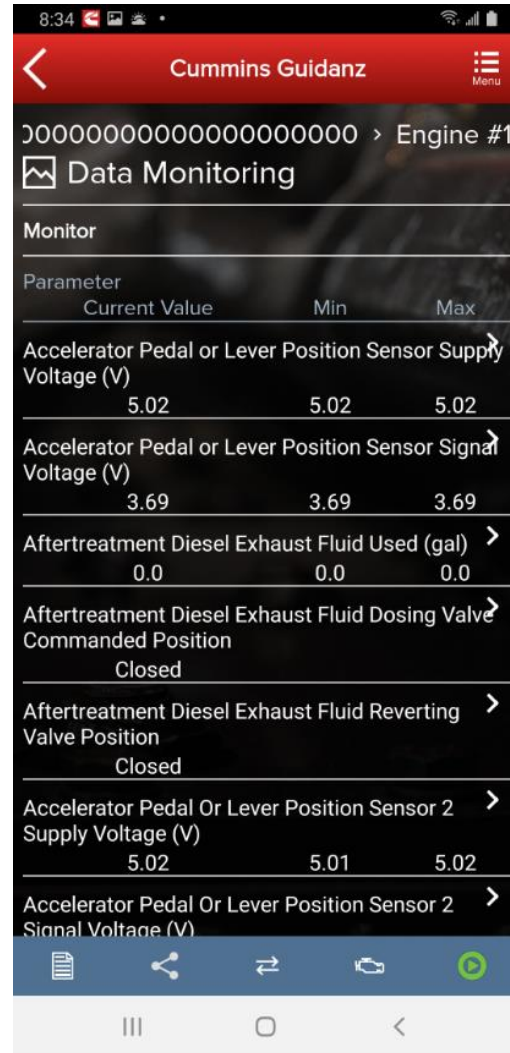 8:34
Cummins Guidanz
Menu
00000000000000000000 > Engine #1
Data Monitoring
Monitor
Parameter
Current Value Min Max
Accelerator Pedal or Lever Position Sensor Supply
Voltage (V)
5.02 5.02 5.02
Accelerator Pedal or Lever Position Sensor Signal
Voltage (V)
3.69 3.69 3.69
Aftertreatment Diesel Exhaust Fluid Used (gal)
0.0 0.0 0.0
Aftertreatment Diesel Exhaust Fluid Dosing Valve
Commanded Position
Closed
Aftertreatment Diesel Exhaust Fluid Reverting
Valve Position
Closed
Accelerator Pedal Or Lever Position Sensor 2
Supply Voltage (V)
5.02 5.01 5.02
Accelerator Pedal Or Lever Position Sensor 2
Signal Voltage (V)